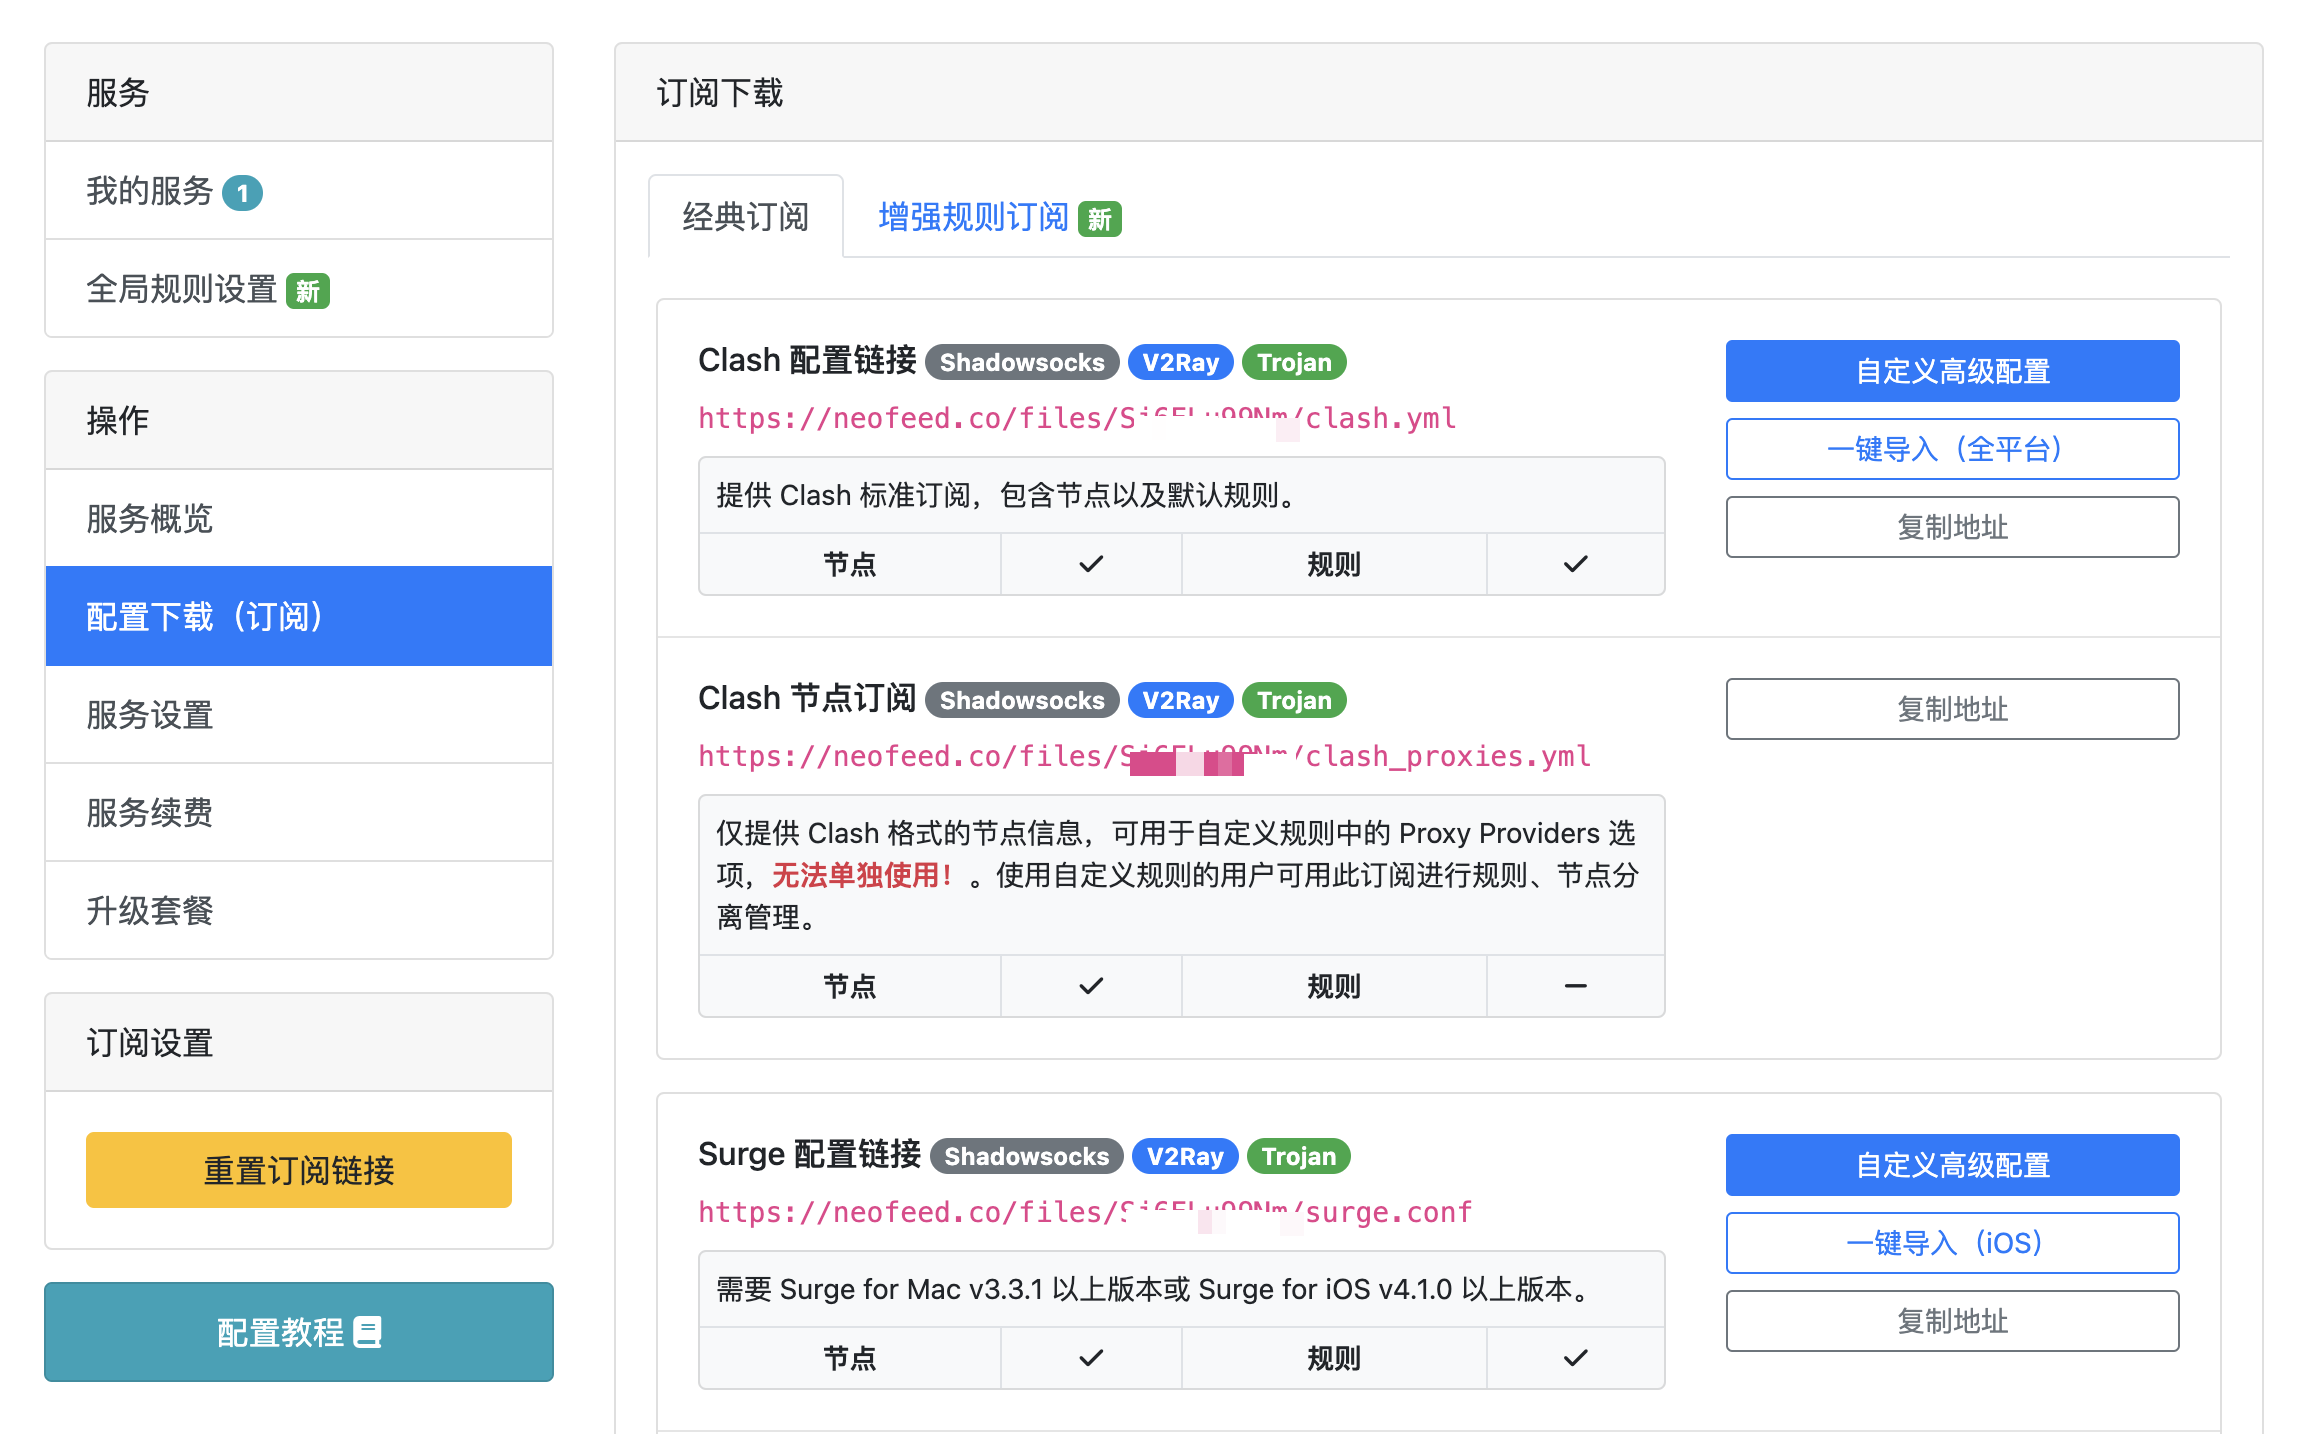 服务
我的服务 1
全局规则设置 新
操作
服务概览
配置下载（订阅）
服务设置
服务续费
升级套餐
订阅设置
重置订阅链接
配置教程
订阅下载
经典订阅 增强规则订阅 新
Clash 配置链接 Shadowsocks V2Ray Trojan
https://neofeed.co/files/ /clash.yml
提供 Clash 标准订阅，包含节点以及默认规则。
节点 ✓ 规则 ✓
自定义高级配置
一键导入（全平台）
复制地址
Clash 节点订阅 Shadowsocks V2Ray Trojan
https://neofeed.co/files/ /clash_proxies.yml
仅提供 Clash 格式的节点信息，可用于自定义规则中的 Proxy Providers 选
项，无法单独使用！。使用自定义规则的用户可用此订阅进行规则、节点分
离管理。
节点 ✓ 规则 –
复制地址
Surge 配置链接 Shadowsocks V2Ray Trojan
https://neofeed.co/files/ /surge.conf
需要 Surge for Mac v3.3.1 以上版本或 Surge for iOS v4.1.0 以上版本。
节点 ✓ 规则 ✓
自定义高级配置
一键导入（iOS）
复制地址